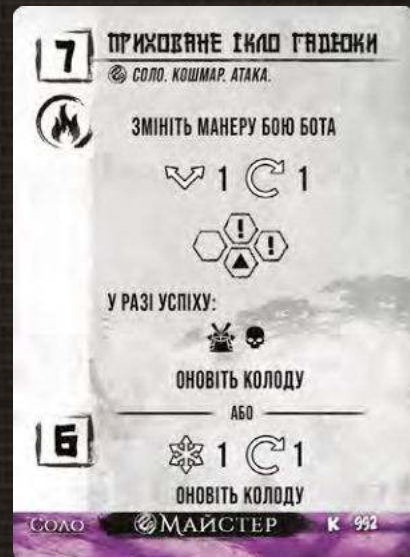 7
ПРИХОВАНЕ ІКЛО ГАДЮКИ
СОЛО. КОШМАР. АТАКА.
ЗМІНІТЬ МАНЕРУ БОЮ БОТА
1 1
! !
У РАЗІ УСПІХУ:
ОНОВІТЬ КОЛОДУ
АБО
6
1 1
ОНОВІТЬ КОЛОДУ
СОЛО МАЙСТЕР К 992